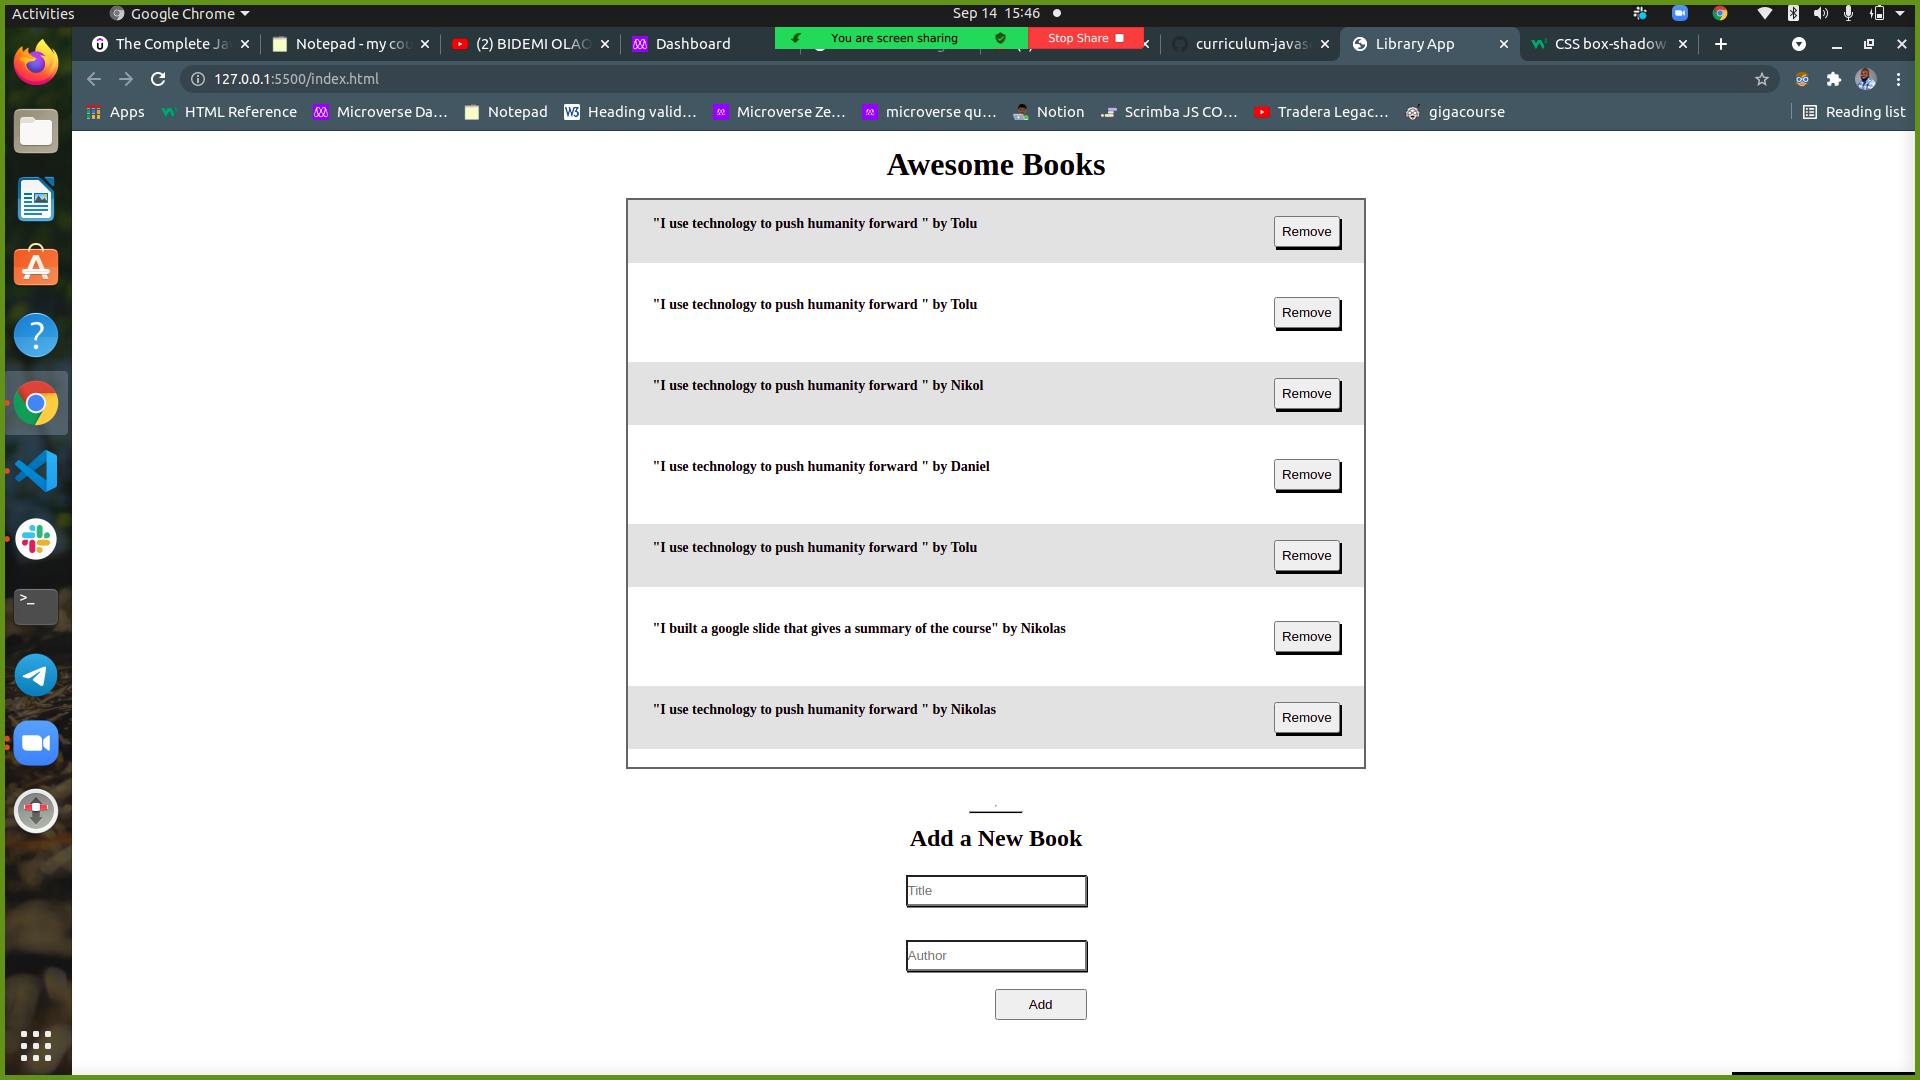 Activities
Google Chrome
Sep 14 15:46
The Complete Ja
Notepad - my cou
(2) BIDEMI OLAO
Dashboard
You are screen sharing
Stop Share
curriculum-javas
Library App
CSS box-shadow
127.0.0.1:5500/index.html
Apps
HTML Reference
Microverse Da…
Notepad
Heading valid…
Microverse Ze…
microverse qu…
Notion
Scrimba JS CO…
Tradera Legac…
gigacourse
Reading list
Awesome Books
"I use technology to push humanity forward " by Tolu
Remove
"I use technology to push humanity forward " by Tolu
Remove
"I use technology to push humanity forward " by Nikol
Remove
"I use technology to push humanity forward " by Daniel
Remove
"I use technology to push humanity forward " by Tolu
Remove
"I built a google slide that gives a summary of the course" by Nikolas
Remove
"I use technology to push humanity forward " by Nikolas
Remove
Add a New Book
Title
Author
Add